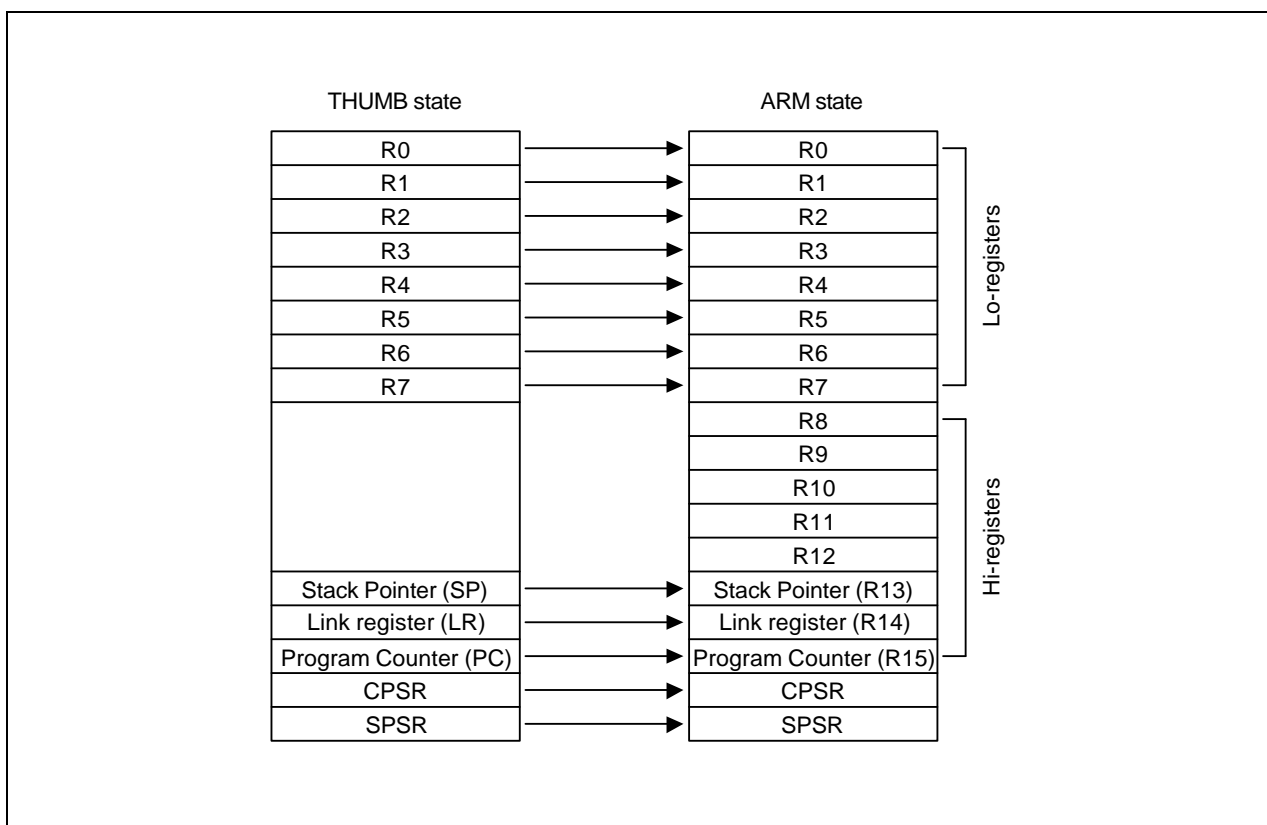 THUMB state
ARM state
R0
R0
R1
R1
R2
R2
R3
R3
R4
R4
R5
R5
R6
R6
R7
R7
Lo-registers
R8
R9
R10
R11
R12
Stack Pointer (SP)
Stack Pointer (R13)
Link register (LR)
Link register (R14)
Program Counter (PC)
Program Counter (R15)
Hi-registers
CPSR
CPSR
SPSR
SPSR